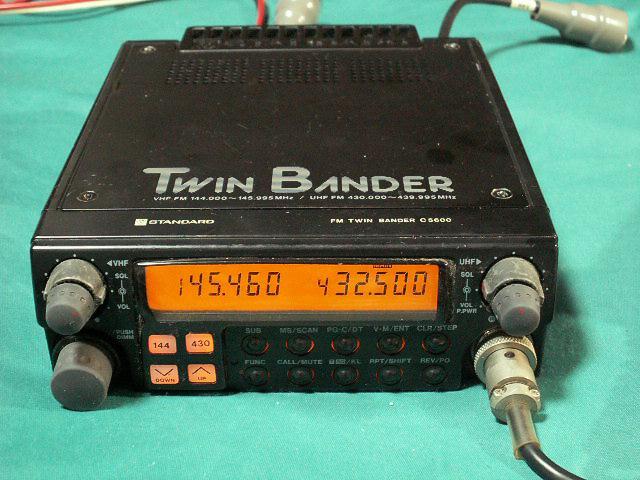 TWIN BANDER
VHF FM 144.000~145.995MHz / UHF FM 430.000~439.995MHz
STANDARD
FM TWIN BANDER C5600
◀VHF
SQL
VOL
145.460
432.500
UHF▶
SQL
VOL
P.PWR
/PUSH
DIMM
144
430
DOWN
UP
SUB
MS/SCAN
PG·C/DT
V-M/ENT
CLR/STEP
FUNC
CALL/MUTE
/KL
RPT/SHIFT
REV/PO